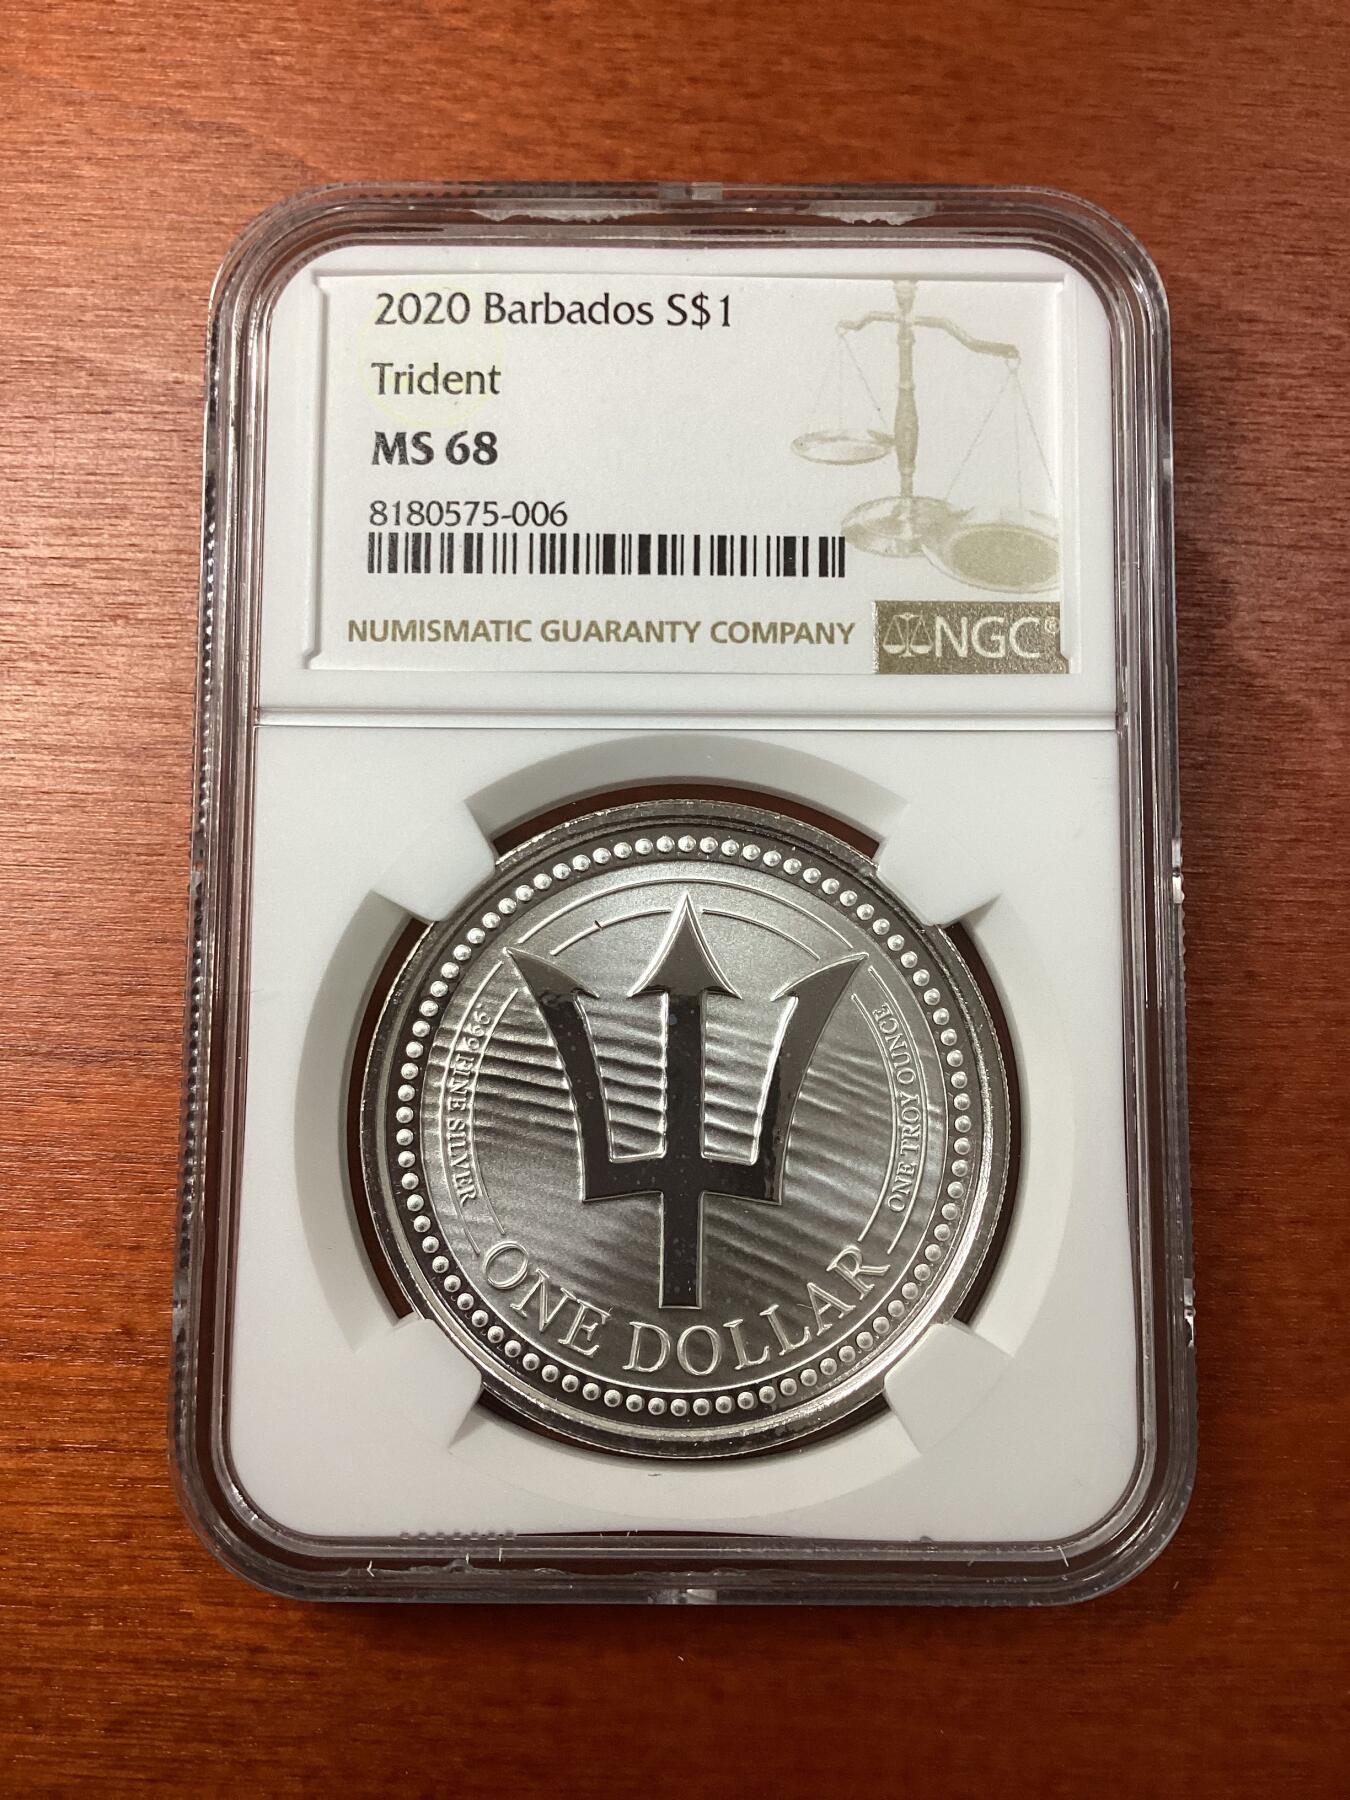 2020 Barbados S$1
Trident
MS 68
8180575-006
NUMISMATIC GUARANTY COMPANY
NGC®
.999 FINE SILVER
ONE TROY OUNCE
ONE DOLLAR